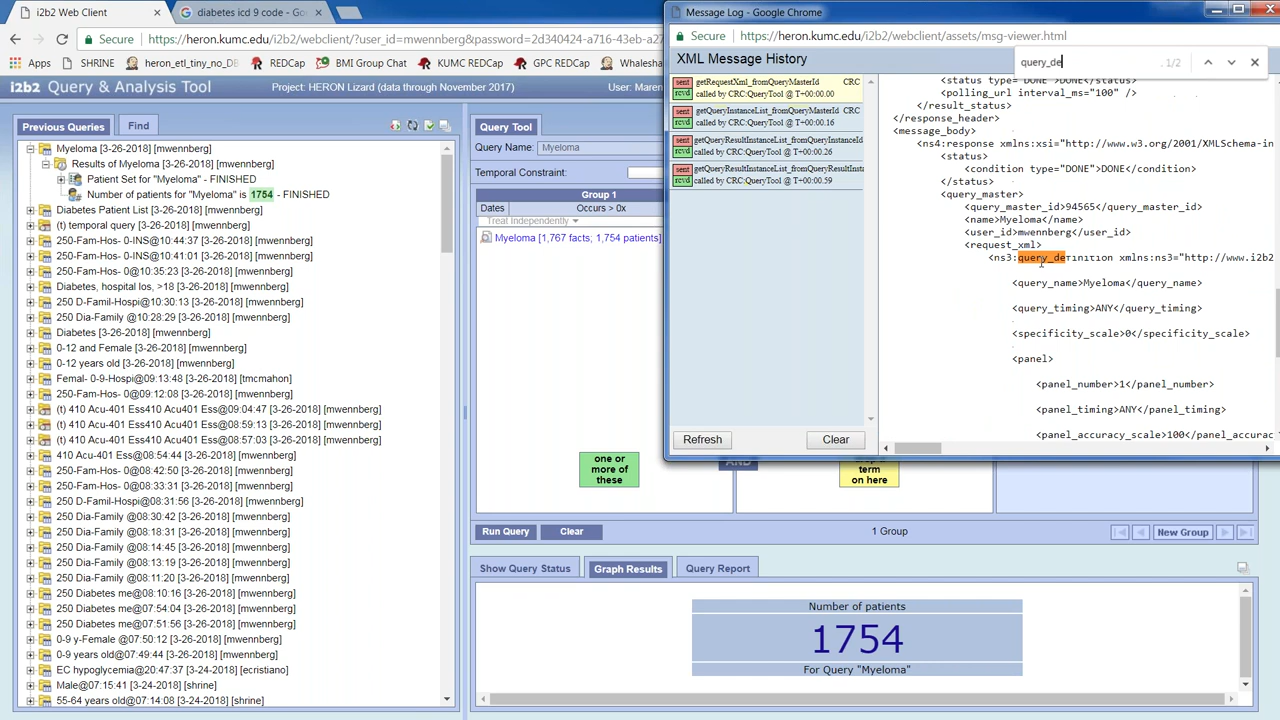 i2b2 Web Client
diabetes icd 9 code - Go
Secure
https://heron.kumc.edu/i2b2/webclient/?user_id=mwennberg&password=2d340424-a716-43eb-a27
Apps
SHRINE
heron_etl_tiny_no_DB
REDCap
BMI Group
KUMC REDCap
GPC REDCap
Whalesha
i2b2 Query & Analysis Tool
Project: HERON Lizard (data through November 2017)
User: Maren
Previous Queries
Find
Myeloma [3-26-2018] [mwennberg]
Results of Myeloma [3-26-2018] [mwennberg]
Patient Set for "Myeloma" - FINISHED
Number of patients for "Myeloma" is 1754 - FINISHED
Diabetes Patient List [3-26-2018] [mwennberg]
(t) temporal query [3-26-2018] [mwennberg]
250-Fam-Hos- 0-INS@10:44:37 [3-26-2018] [mwennberg]
250-Fam-Hos- 0-INS@10:41:01 [3-26-2018] [mwennberg]
250-Fam-Hos- 0@10:35:23 [3-26-2018] [mwennberg]
Diabetes, hospital los, >18 [3-26-2018] [mwennberg]
250 D-Famil-Hospi@10:30:13 [3-26-2018] [mwennberg]
250 Dia-Family @10:28:29 [3-26-2018] [mwennberg]
Diabetes [3-26-2018] [mwennberg]
0-12 and Female [3-26-2018] [mwennberg]
0-12 years old [3-26-2018] [mwennberg]
Femal- 0-9-Hospi@09:13:48 [3-26-2018] [tmcmahon]
250-Fam-Hos- 0@09:12:08 [3-26-2018] [mwennberg]
(t) 410 Acu-401 Ess410 Acu401 Ess@09:04:47 [3-26-2018] [mwennberg]
(t) 410 Acu-401 Ess410 Acu401 Ess@08:59:13 [3-26-2018] [mwennberg]
(t) 410 Acu-401 Ess410 Acu401 Ess@08:57:03 [3-26-2018] [mwennberg]
410 Acu-401 Ess@08:54:44 [3-26-2018] [mwennberg]
250-Fam-Hos- 0@08:42:50 [3-26-2018] [mwennberg]
250-Fam-Hos- 0@08:36:03 [3-26-2018] [mwennberg]
250 D-Famil-Hospi@08:31:56 [3-26-2018] [mwennberg]
250 Dia-Family @08:30:42 [3-26-2018] [mwennberg]
250 Dia-Family @08:18:31 [3-26-2018] [mwennberg]
250 Dia-Family @08:14:45 [3-26-2018] [mwennberg]
250 Dia-Family @08:13:19 [3-26-2018] [mwennberg]
250 Dia-Family @08:11:20 [3-26-2018] [mwennberg]
250 Diabetes me@08:10:16 [3-26-2018] [mwennberg]
250 Diabetes me@07:54:04 [3-26-2018] [mwennberg]
250 Diabetes me@07:51:56 [3-26-2018] [mwennberg]
0-9 y-Female @07:50:12 [3-26-2018] [mwennberg]
0-9 years old@07:49:44 [3-26-2018] [mwennberg]
EC hypoglycemia@20:47:37 [3-24-2018] [ecristiano]
Male@07:15:41 [3-24-2018] [shrine]
55-64 years old@07:14:08 [3-24-2018] [shrine]
Query Tool
Query Name:
Myeloma
Temporal Constraint:
Group 1
Dates
Occurs > 0x
Treat Independently
Myeloma [1,767 facts; 1,754 patients]
one or
more of
these
AND
term
on here
Run Query
Clear
1 Group
New Group
Show Query Status
Graph Results
Query Report
Number of patients
1754
For Query "Myeloma"
Message Log - Google Chrome
Secure
https://heron.kumc.edu/i2b2/webclient/assets/msg-viewer.html
XML Message History
query_de
1/2
sent getRequestXml_fromQueryMasterId CRC
rcvd called by CRC:QueryTool @ T+00:00.00
sent getQueryInstanceList_fromQueryMasterId CRC
rcvd called by CRC:QueryTool @ T+00:00.16
sent getQueryResultInstanceList_fromQueryInstanceId
rcvd called by CRC:QueryTool @ T+00:00.26
sent getQueryResultInstanceList_fromQueryResultInsta
rcvd called by CRC:QueryTool @ T+00:00.59
Refresh
Clear
<status type="DONE">DONE</status>
<polling_url interval_ms="100" />
</result_status>
</response_header>
<message_body>
<ns4:response xmlns:xsi="http://www.w3.org/2001/XMLSchema-in
<status>
<condition type="DONE">DONE</condition>
</status>
<query_master>
<query_master_id>94565</query_master_id>
<name>Myeloma</name>
<user_id>mwennberg</user_id>
<request_xml>
<ns3:query_definition xmlns:ns3="http://www.i2b2
<query_name>Myeloma</query_name>
<query_timing>ANY</query_timing>
<specificity_scale>0</specificity_scale>
<panel>
<panel_number>1</panel_number>
<panel_timing>ANY</panel_timing>
<panel_accuracy_scale>100</panel_accurac